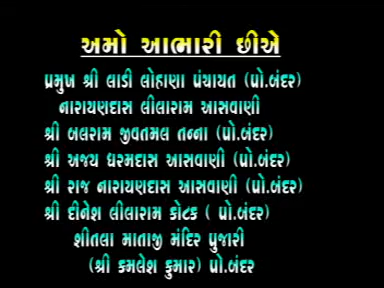 અમો આભારી છીએ
પ્રમુખ શ્રી લાડી લોહાણા પંચાયત (પ્રો.બંદર)
નારાયણદાસ લીલારામ આસવાણી
શ્રી બલરામ જીવતમલ તન્ના (પ્રો.બંદર)
શ્રી અજય ધરમદાસ આસવાણી (પ્રો.બંદર)
શ્રી રાજ નારાયણદાસ આસવાણી (પ્રો.બંદર)
શ્રી દીનેશ લીલારામ કોટક ( પ્રો.બંદર)
શીતલા માતાજી મંદિર પુજારી
(શ્રી કમલેશ કુમાર) પ્રો.બંદર